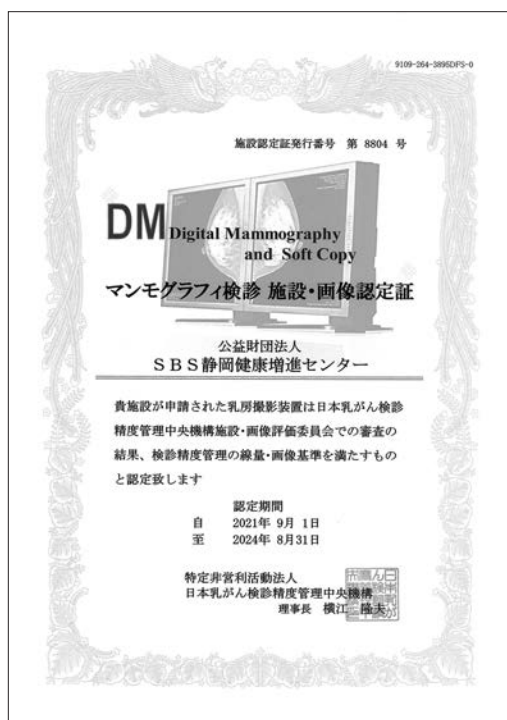 9109-264-3895DFS-0
施設認定証発行番号 第 8804 号
DM Digital Mammography
and Soft Copy
マンモグラフィ検診 施設・画像認定証
公益財団法人
SBS静岡健康増進センター
貴施設が申請された乳房撮影装置は日本乳がん検診
精度管理中央機構施設・画像評価委員会での審査の
結果、検診精度管理の線量・画像基準を満たすもの
と認定致します
認定期間
自 2021年 9月 1日
至 2024年 8月31日
特定非営利活動法人
日本乳がん検診精度管理中央機構
理事長 横江 隆夫